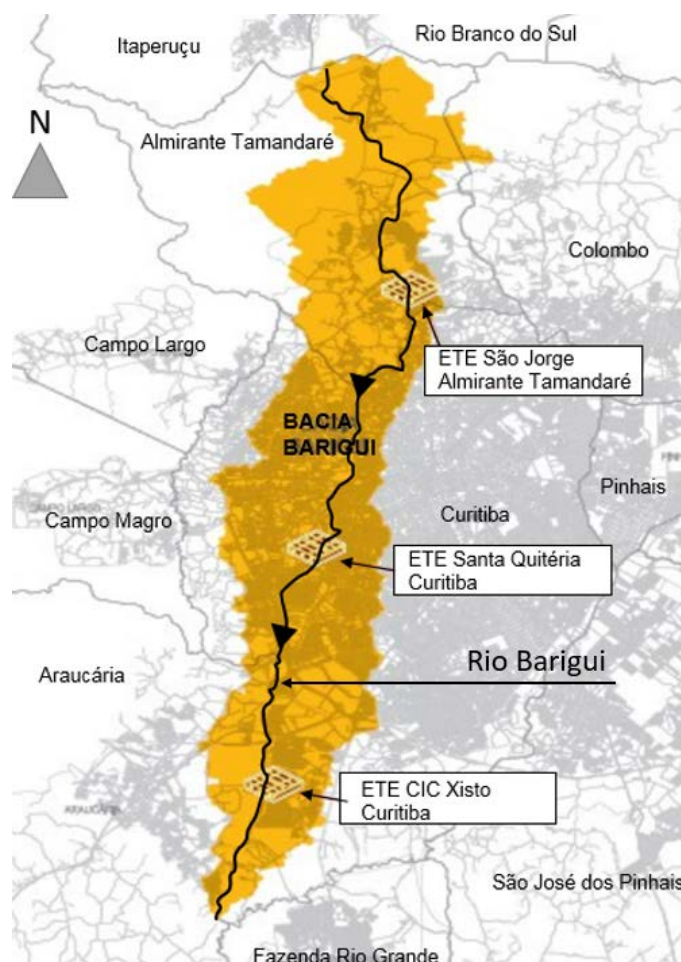 Itaperuçu
Rio Branco do Sul
N
Almirante Tamandaré
Colombo
Campo Largo
ETE São Jorge
Almirante Tamandaré
BACIA
BARIGUI
Pinhais
Campo Magro
Curitiba
ETE Santa Quitéria
Curitiba
Rio Barigui
Araucária
ETE CIC Xisto
Curitiba
ARAUCÁRIA
São José dos Pinhais
Fazenda Rio Grande